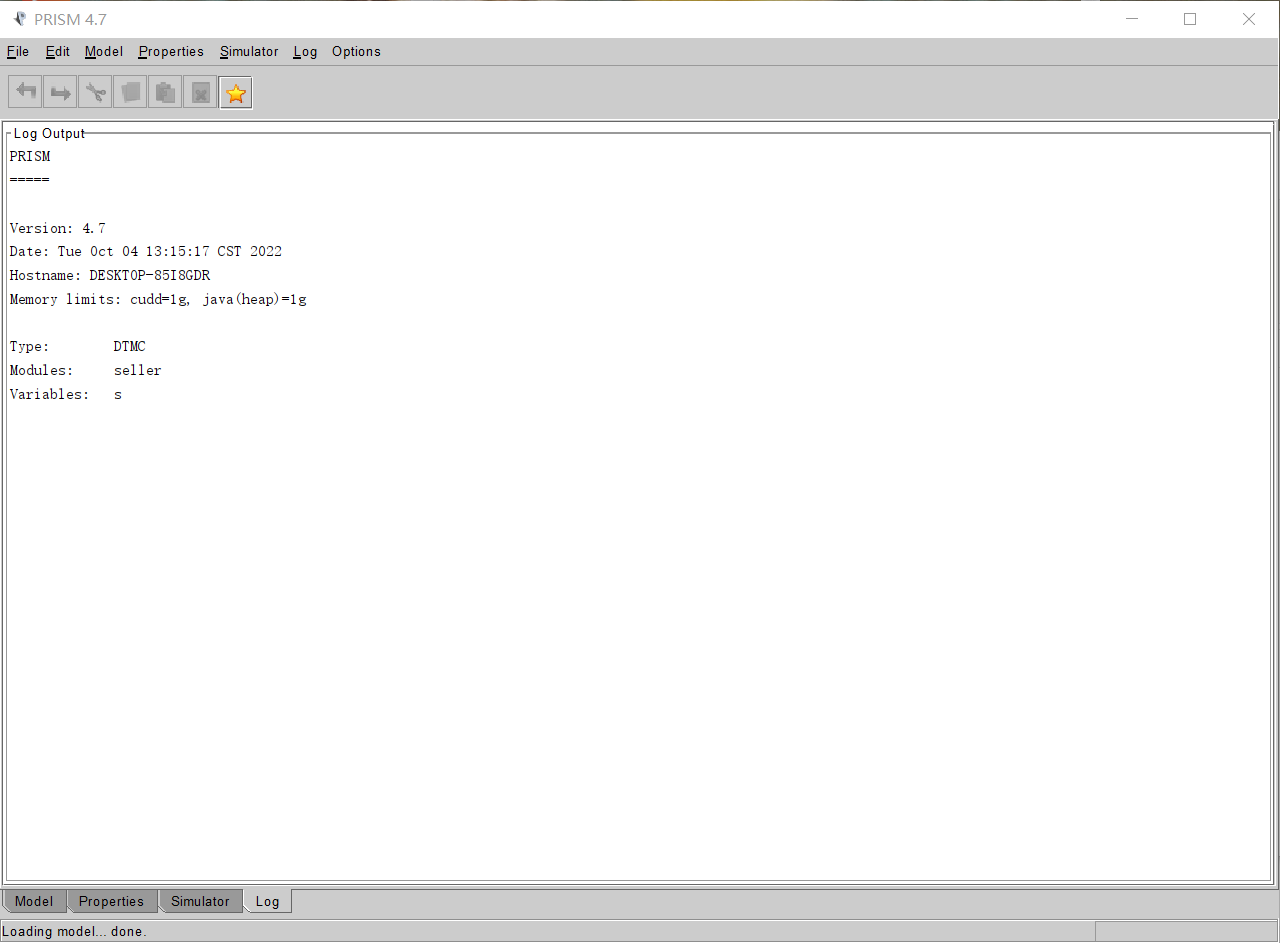 PRISM 4.7
File Edit Model Properties Simulator Log Options
Log Output
PRISM
=====
Version: 4.7
Date: Tue Oct 04 13:15:17 CST 2022
Hostname: DESKTOP-85I8GDR
Memory limits: cudd=1g, java(heap)=1g
Type: DTMC
Modules: seller
Variables: s
Model Properties Simulator Log
Loading model... done.